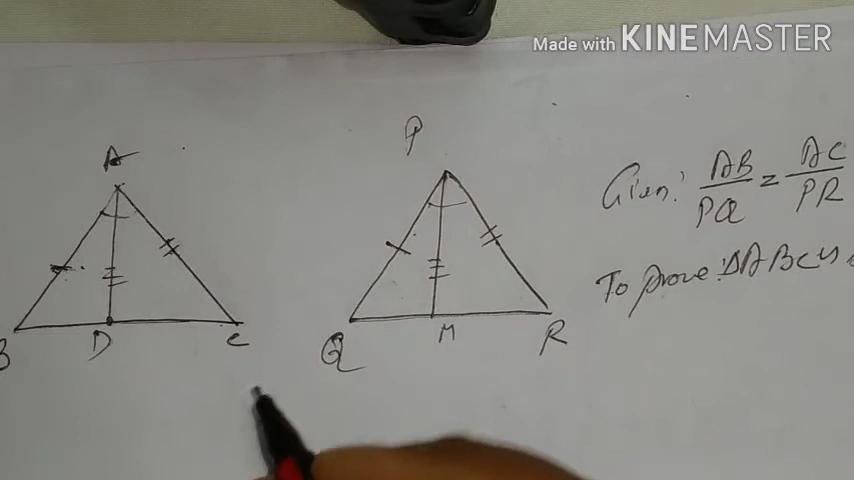 Made with KINEMASTER
A
P
Given: AB/PQ = AC/PR
To prove: ΔABC ~
B D C
Q M R